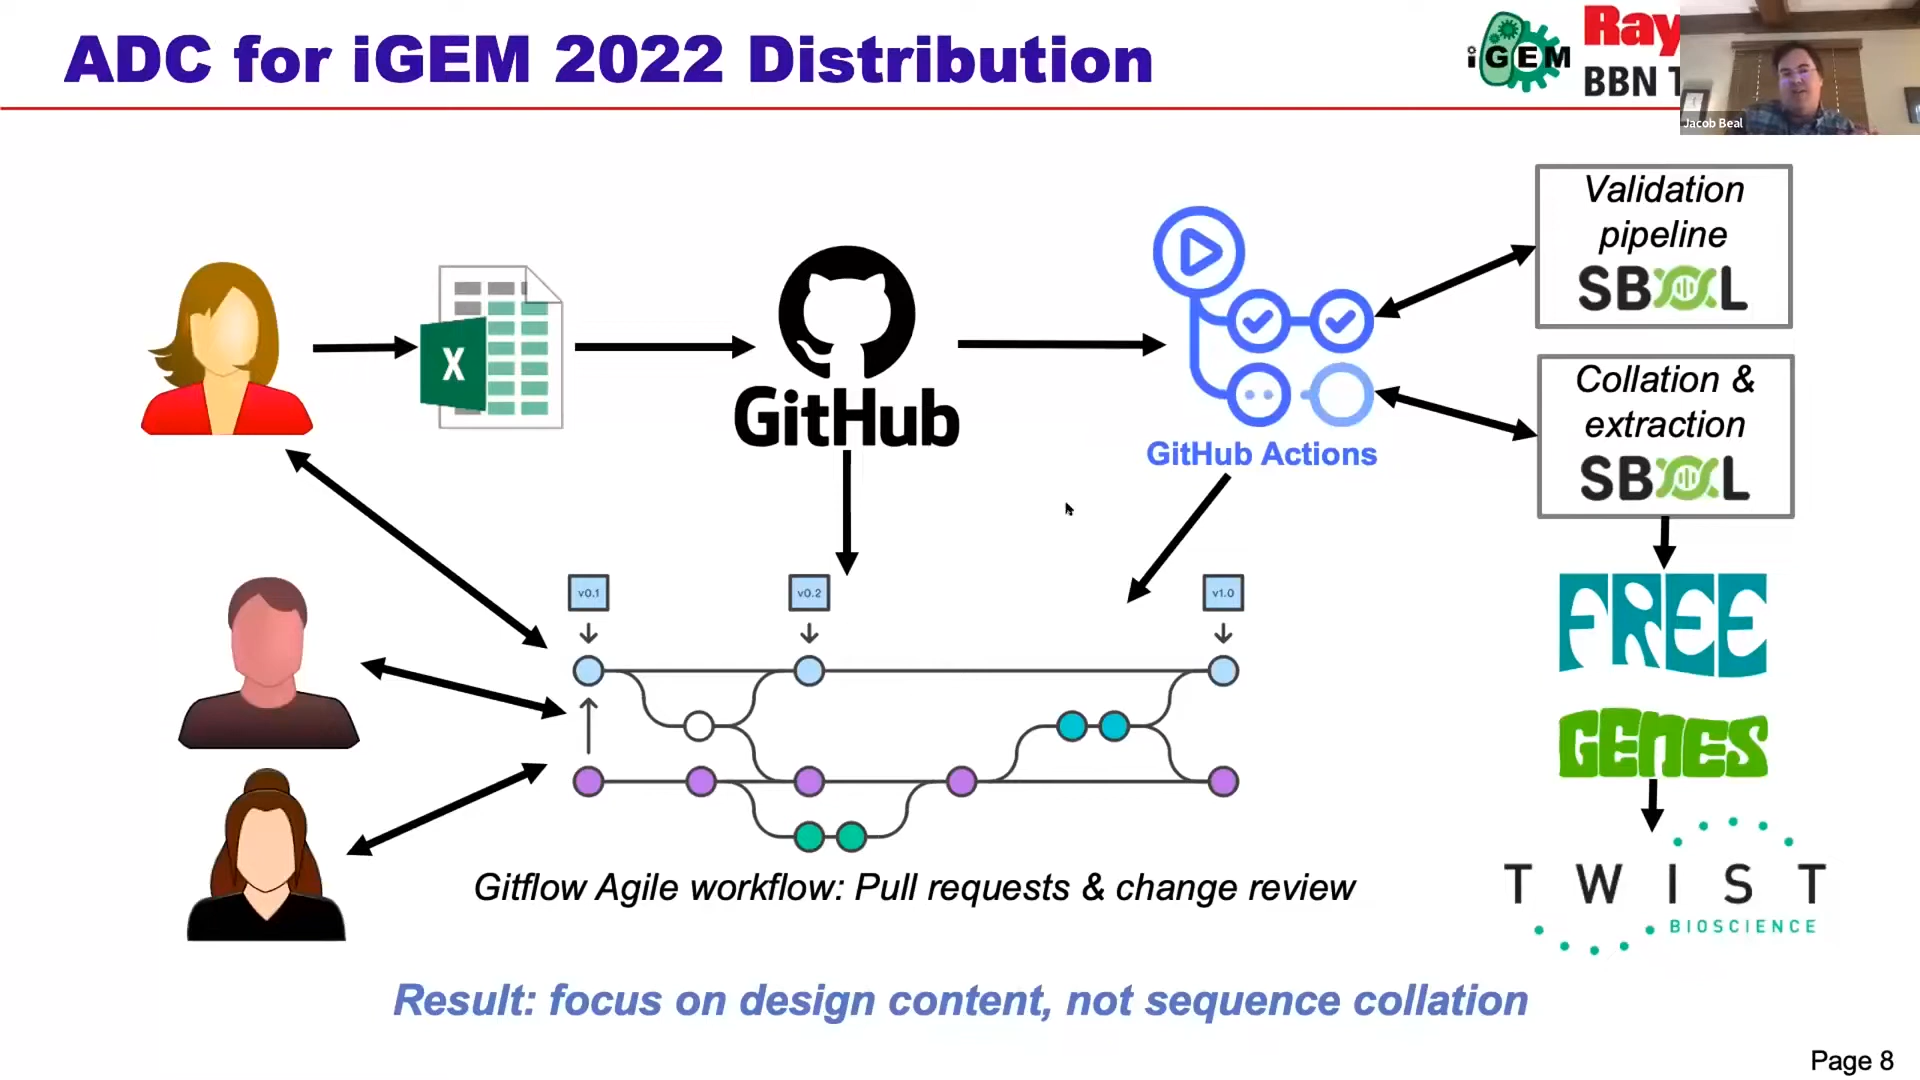 ADC for iGEM 2022 Distribution
iGEM
Ray
BBN T
Jacob Beal
Validation
pipeline
SBOL
X
GitHub
GitHub Actions
Collation &
extraction
SBOL
v0.1
v0.2
v1.0
FREE
GENES
TWIST
BIOSCIENCE
Gitflow Agile workflow: Pull requests & change review
Result: focus on design content, not sequence collation
Page 8